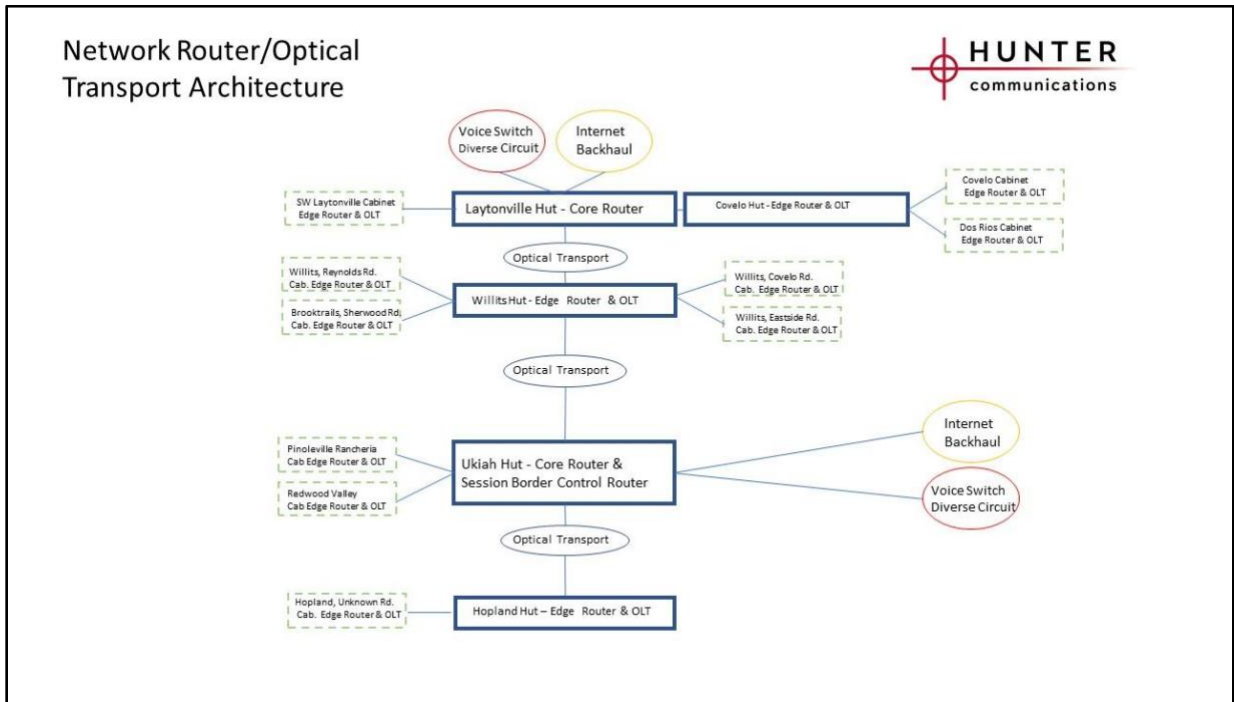 Network Router/Optical
Transport Architecture
HUNTER
communications
Voice Switch
Diverse Circuit
Internet
Backhaul
SW Laytonville Cabinet
Edge Router & OLT
Laytonville Hut - Core Router
Covelo Hut - Edge Router & OLT
Covelo Cabinet
Edge Router & OLT
Dos Rios Cabinet
Edge Router & OLT
Optical Transport
Willits, Reynolds Rd.
Cab. Edge Router & OLT
Brooktrails, Sherwood Rd.
Cab. Edge Router & OLT
Willits Hut - Edge Router & OLT
Willits, Covelo Rd.
Cab. Edge Router & OLT
Willits, Eastside Rd.
Cab. Edge Router & OLT
Optical Transport
Pinoleville Rancheria
Cab Edge Router & OLT
Redwood Valley
Cab Edge Router & OLT
Ukiah Hut - Core Router &
Session Border Control Router
Internet
Backhaul
Voice Switch
Diverse Circuit
Optical Transport
Hopland, Unknown Rd.
Cab. Edge Router & OLT
Hopland Hut – Edge Router & OLT